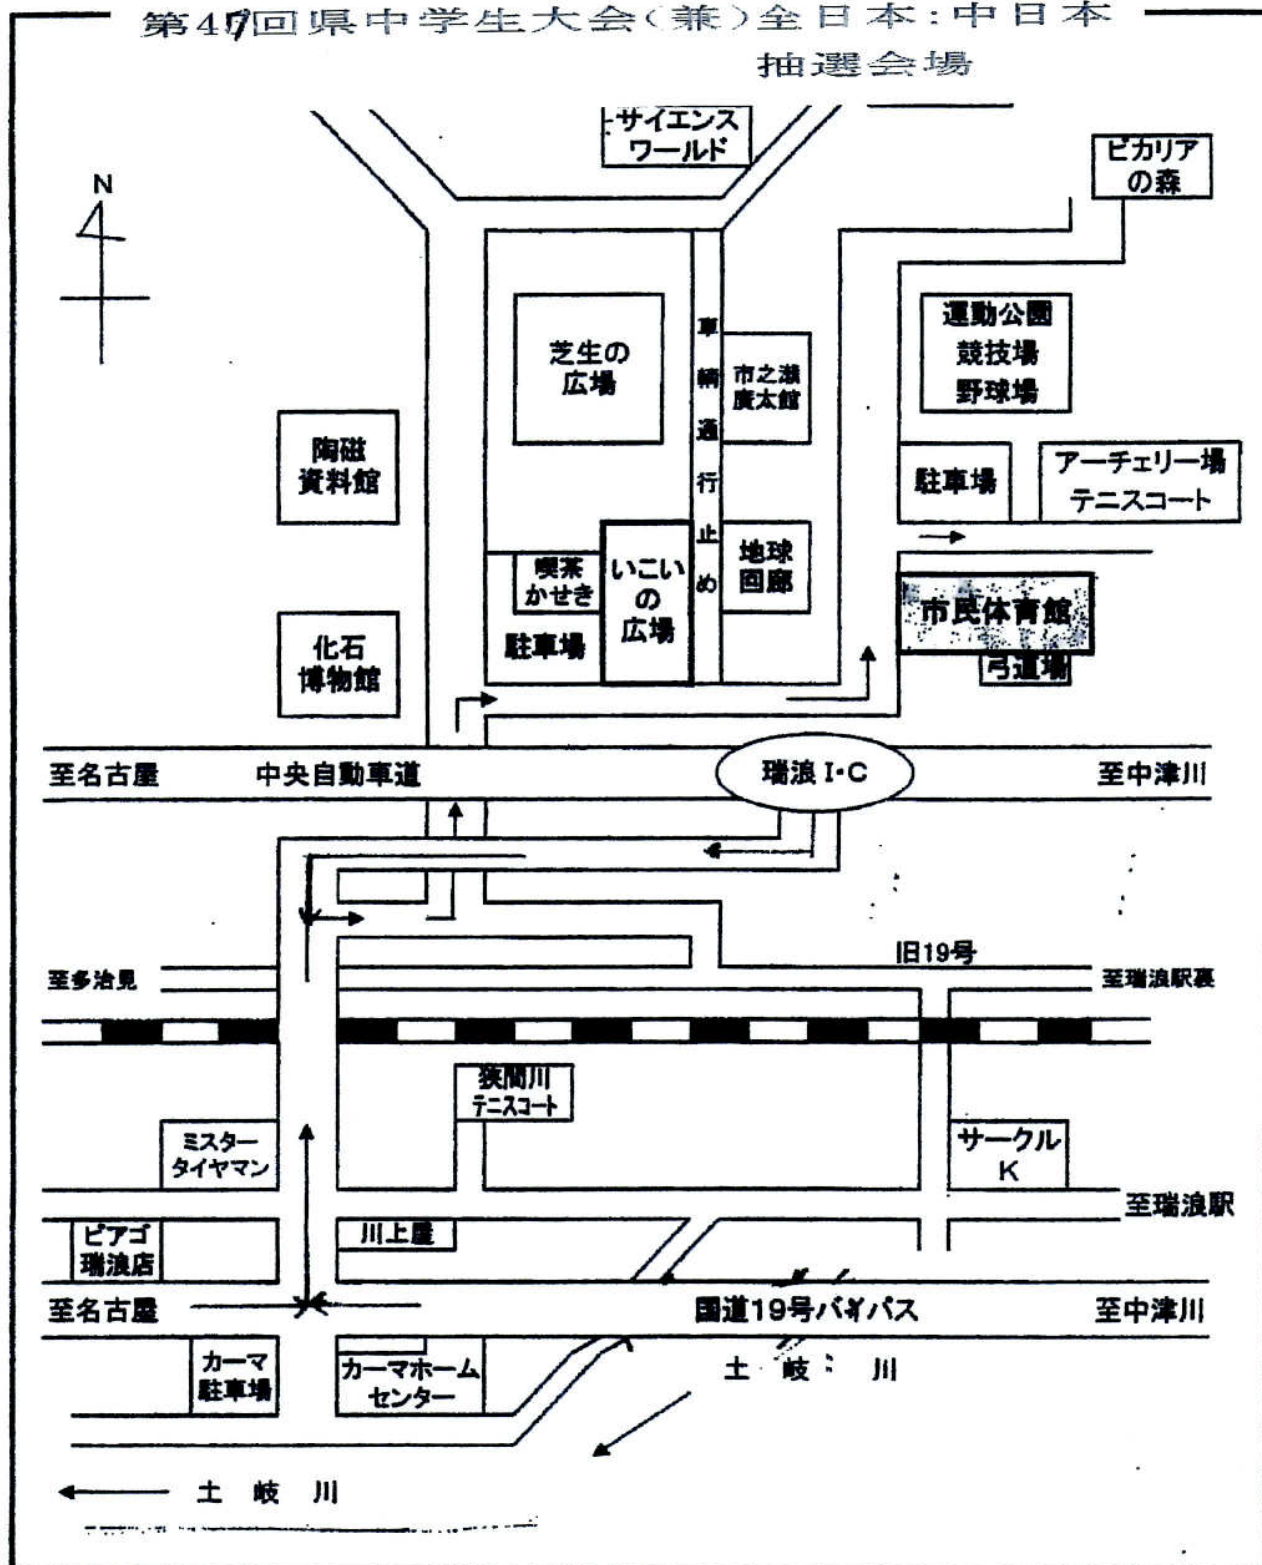 第47回県中学生大会(兼)全日本:中日本
抽選会場
サイエンス
ワールド
ビカリア
の森
N
芝生の
広場
車輌通行止め
市之瀬
廣太館
運動公園
競技場
野球場
陶磁
資料館
駐車場
アーチェリー場
テニスコート
喫茶
かせき
いこい
の
広場
地球
回廊
市民体育館
弓道場
駐車場
化石
博物館
至名古屋
中央自動車道
瑞浪I・C
至中津川
旧19号
至多治見
至瑞浪駅裏
狭間川
テニスコート
ミスター
タイヤマン
サークル
K
至瑞浪駅
ピアゴ
瑞浪店
川上屋
至名古屋
国道19号バイパス
至中津川
カーマ
駐車場
カーマホーム
センター
土岐川
土岐川